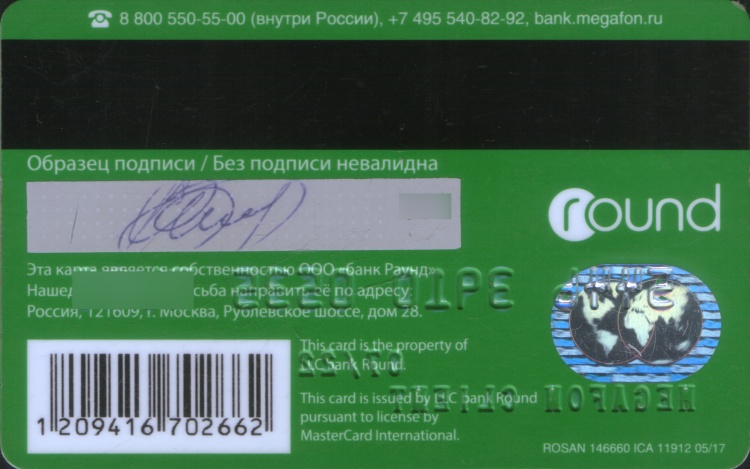 ☎ 8 800 550-55-00 (внутри России), +7 495 540-82-92, bank.megafon.ru
Образец подписи / Без подписи невалидна
round
Эта карта является собственностью ООО «банк Раунд»
направить её по адресу:
Россия, 121609, г. Москва, Рублевское шоссе, дом 28.
This card is the property of
LLC bank Round.
This card is issued by LLC bank Round
pursuant to license by
MasterCard International.
MEGAFON CLIENT
1 209416 702662
ROSAN 146660 ICA 11912 05/17